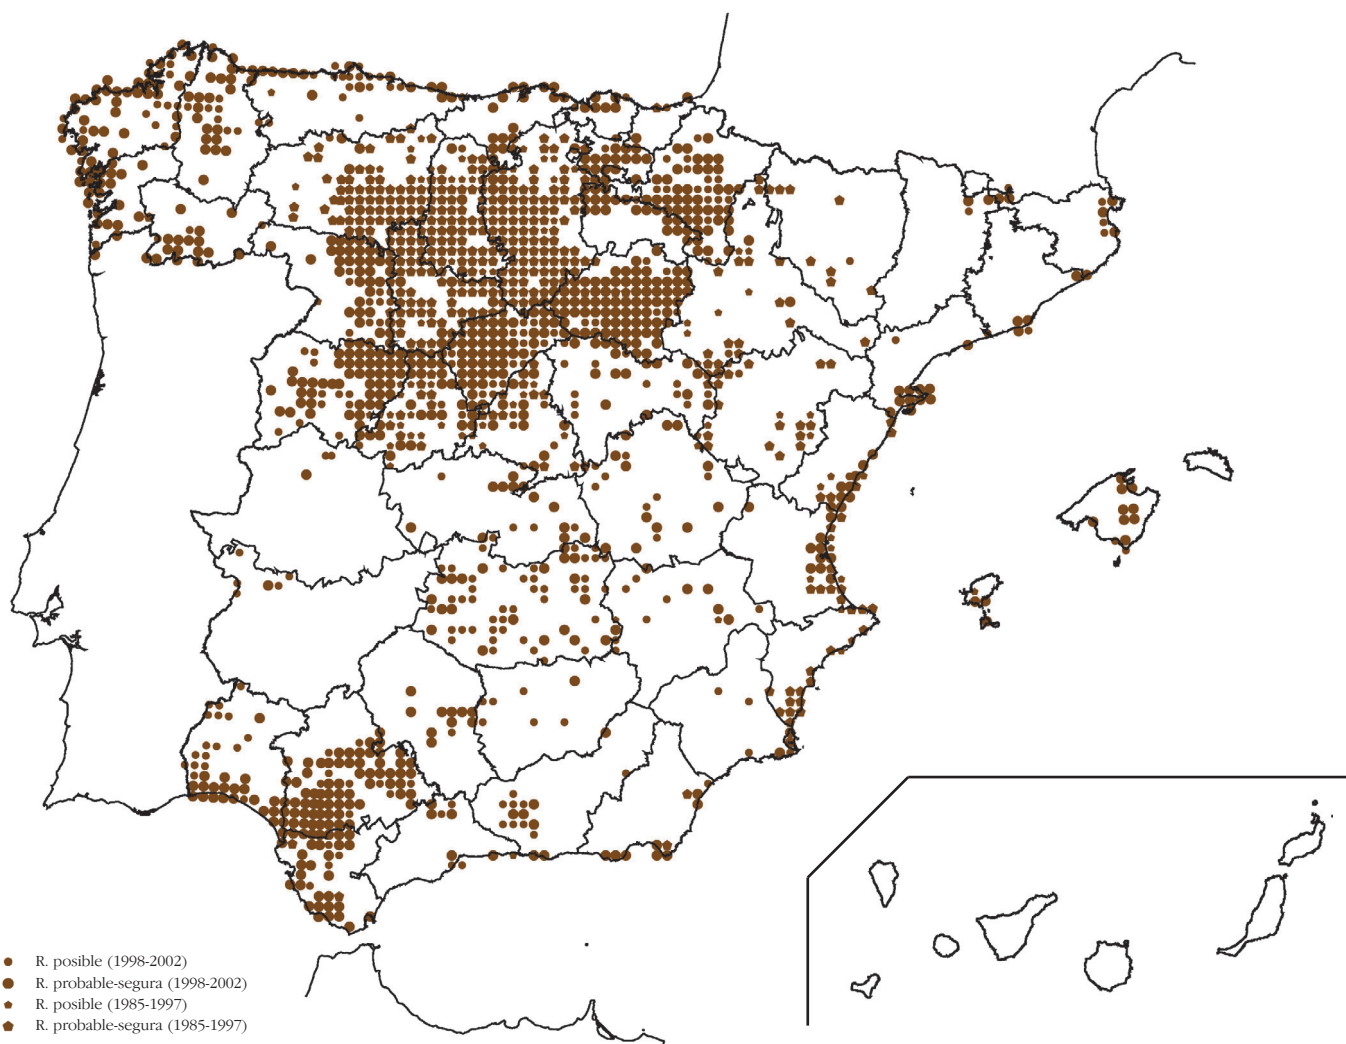 R. posible (1998-2002)
R. probable-segura (1998-2002)
R. posible (1985-1997)
R. probable-segura (1985-1997)